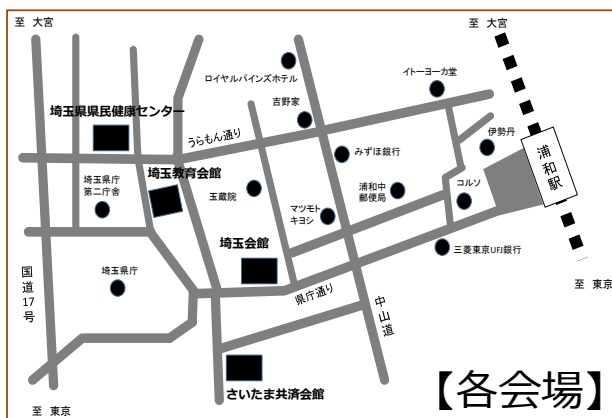 至 大宮
至 大宮
ロイヤルパインズホテル
イトーヨーカ堂
吉野家
埼玉県県民健康センター
うらもん通り
伊勢丹
浦和駅
埼玉教育会館
みずほ銀行
埼玉県庁
第二庁舎
玉蔵院
浦和中
郵便局
コルソ
マツモト
キヨシ
埼玉会館
三菱東京UFJ銀行
国道17号
埼玉県庁
県庁通り
中山道
至 東京
さいたま共済会館
【各会場】
至 東京